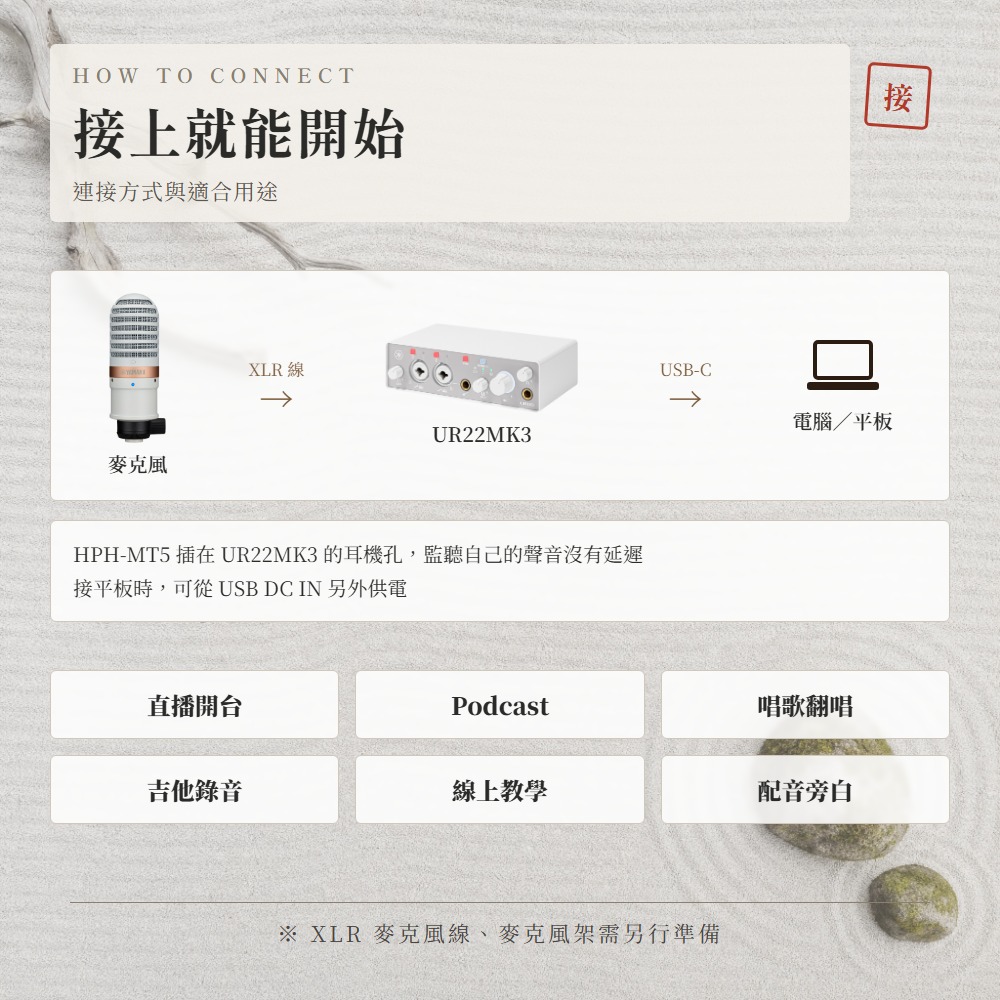 HOW TO CONNECT
接上就能開始
連接方式與適合用途
接
XLR 線
USB-C
麥克風
UR22MK3
電腦／平板
HPH-MT5 插在 UR22MK3 的耳機孔，監聽自己的聲音沒有延遲
接平板時，可從 USB DC IN 另外供電
直播開台
Podcast
唱歌翻唱
吉他錄音
線上教學
配音旁白
※ XLR 麥克風線、麥克風架需另行準備